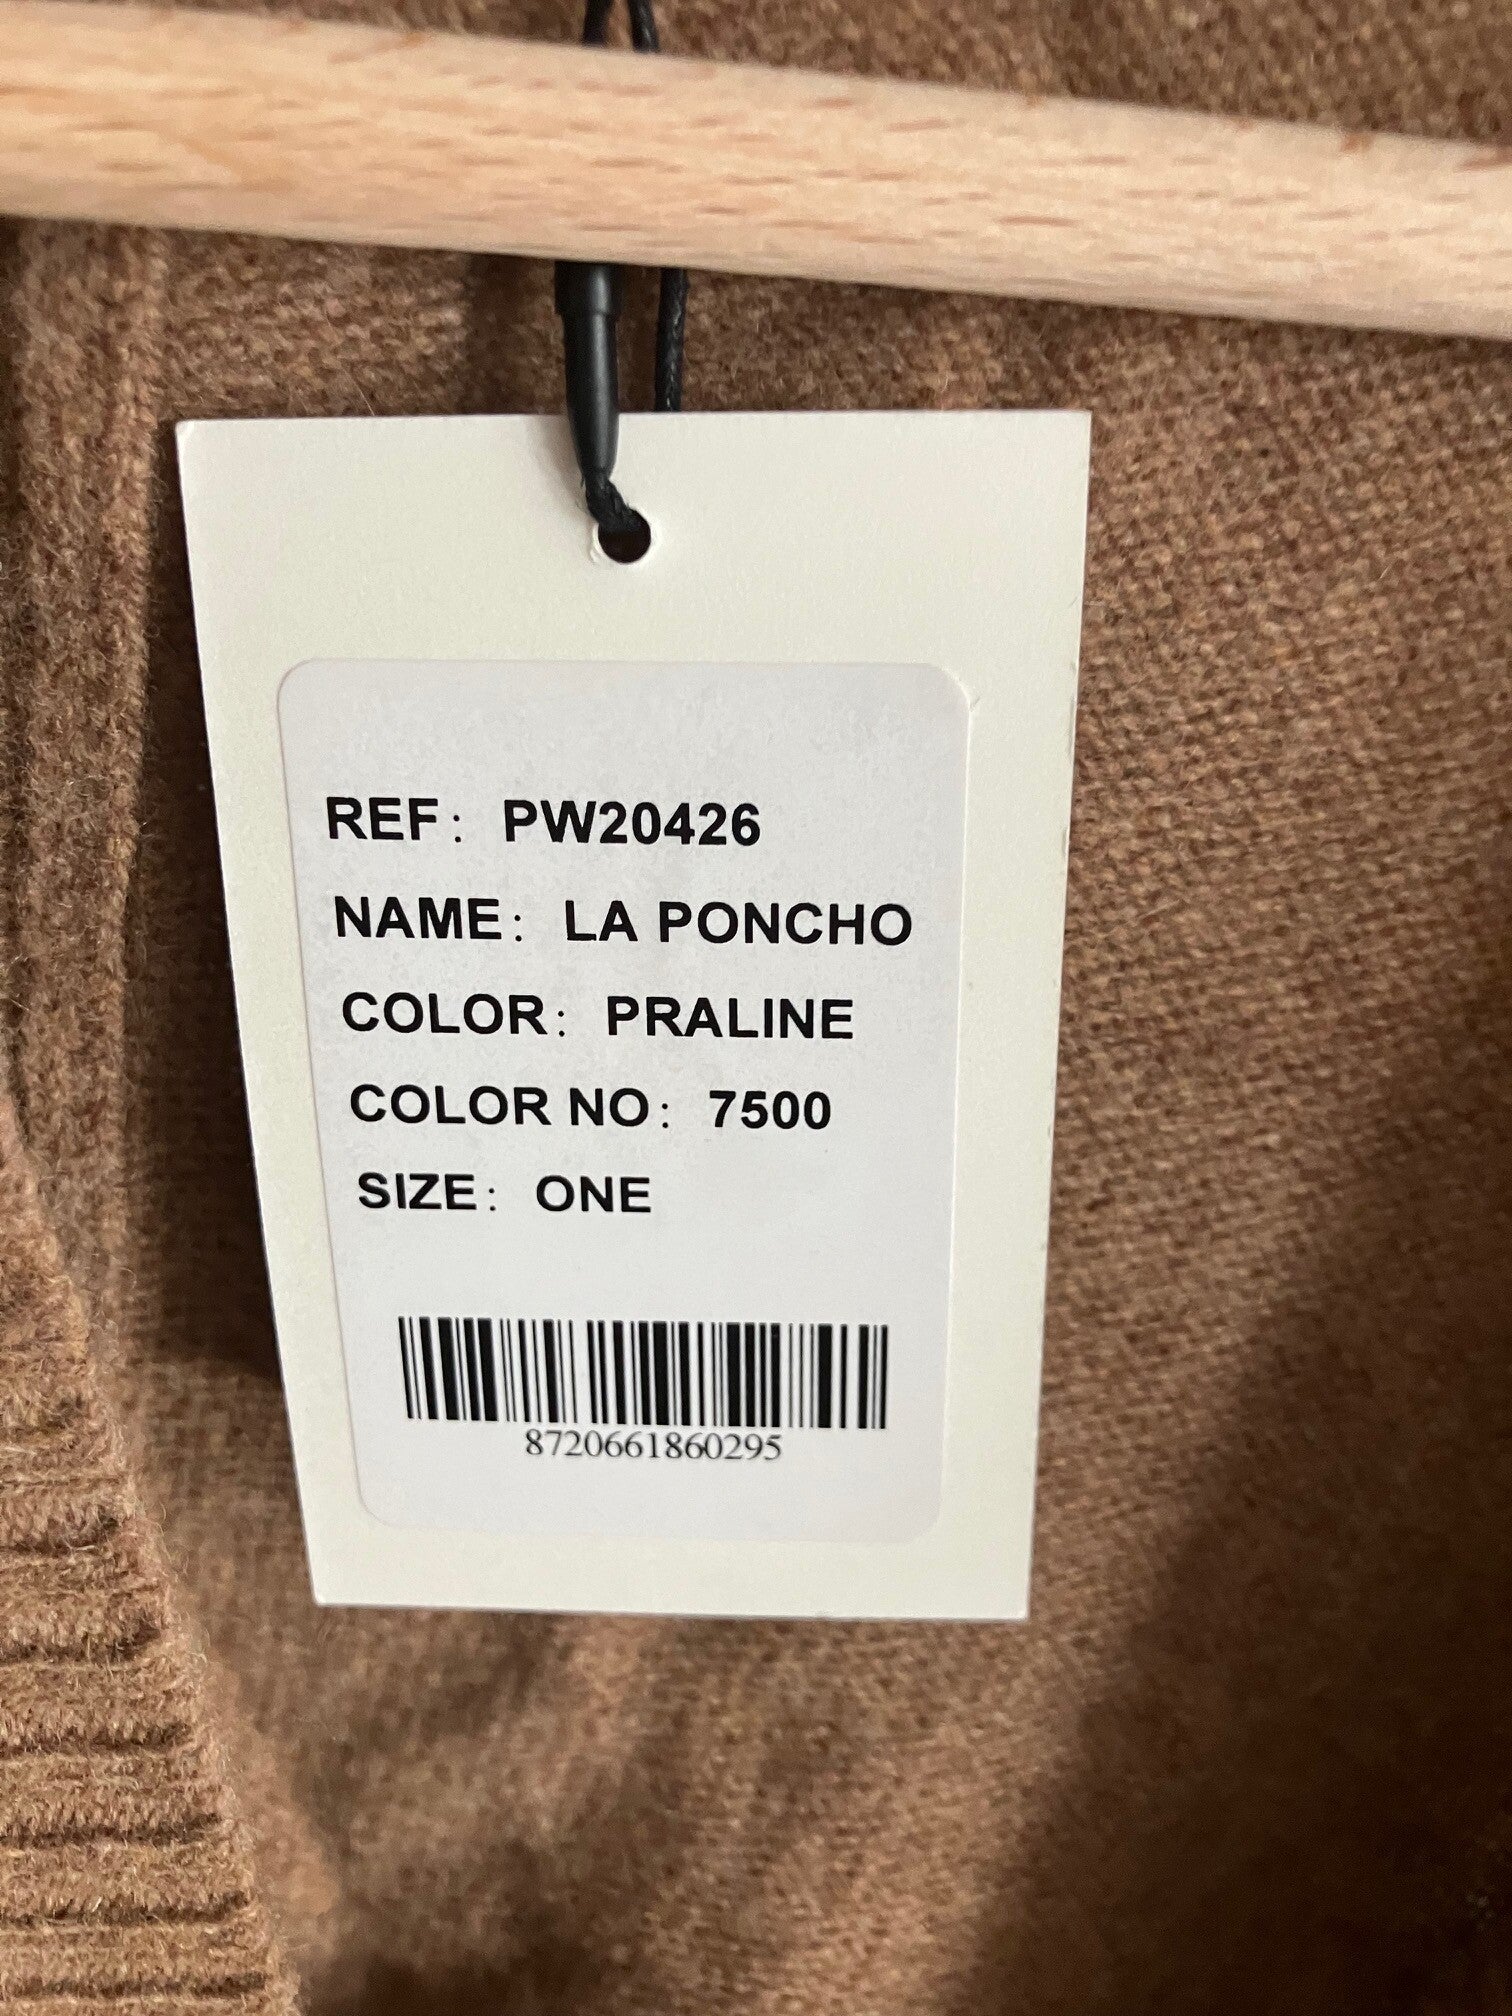 REF: PW20426
NAME: LA PONCHO
COLOR: PRALINE
COLOR NO: 7500
SIZE: ONE
8720661860295